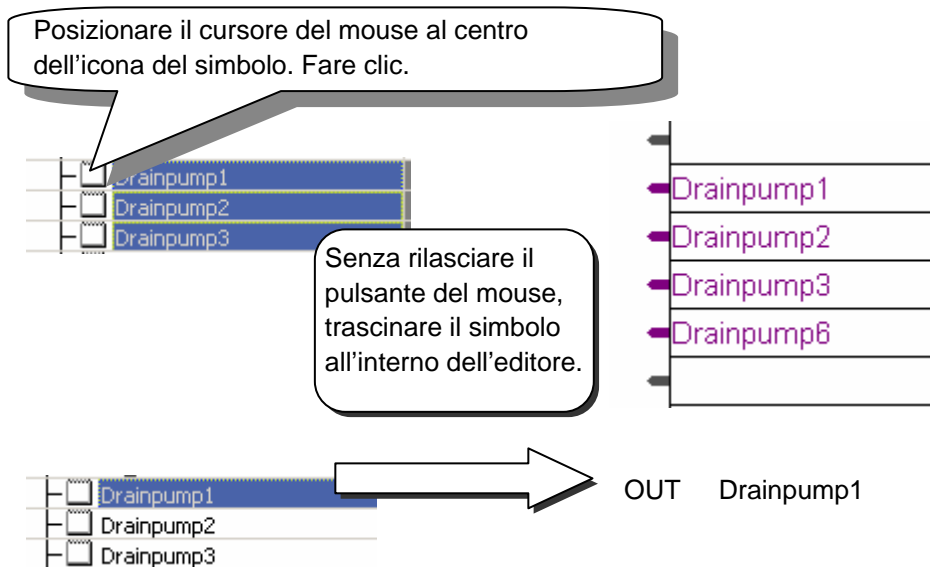 Posizionare il cursore del mouse al centro
dell'icona del simbolo. Fare clic.
Drainpump1
Drainpump2
Drainpump3
Senza rilasciare il
pulsante del mouse,
trascinare il simbolo
all'interno dell'editore.
Drainpump1
Drainpump2
Drainpump3
Drainpump6
Drainpump1
Drainpump2
Drainpump3
OUT Drainpump1